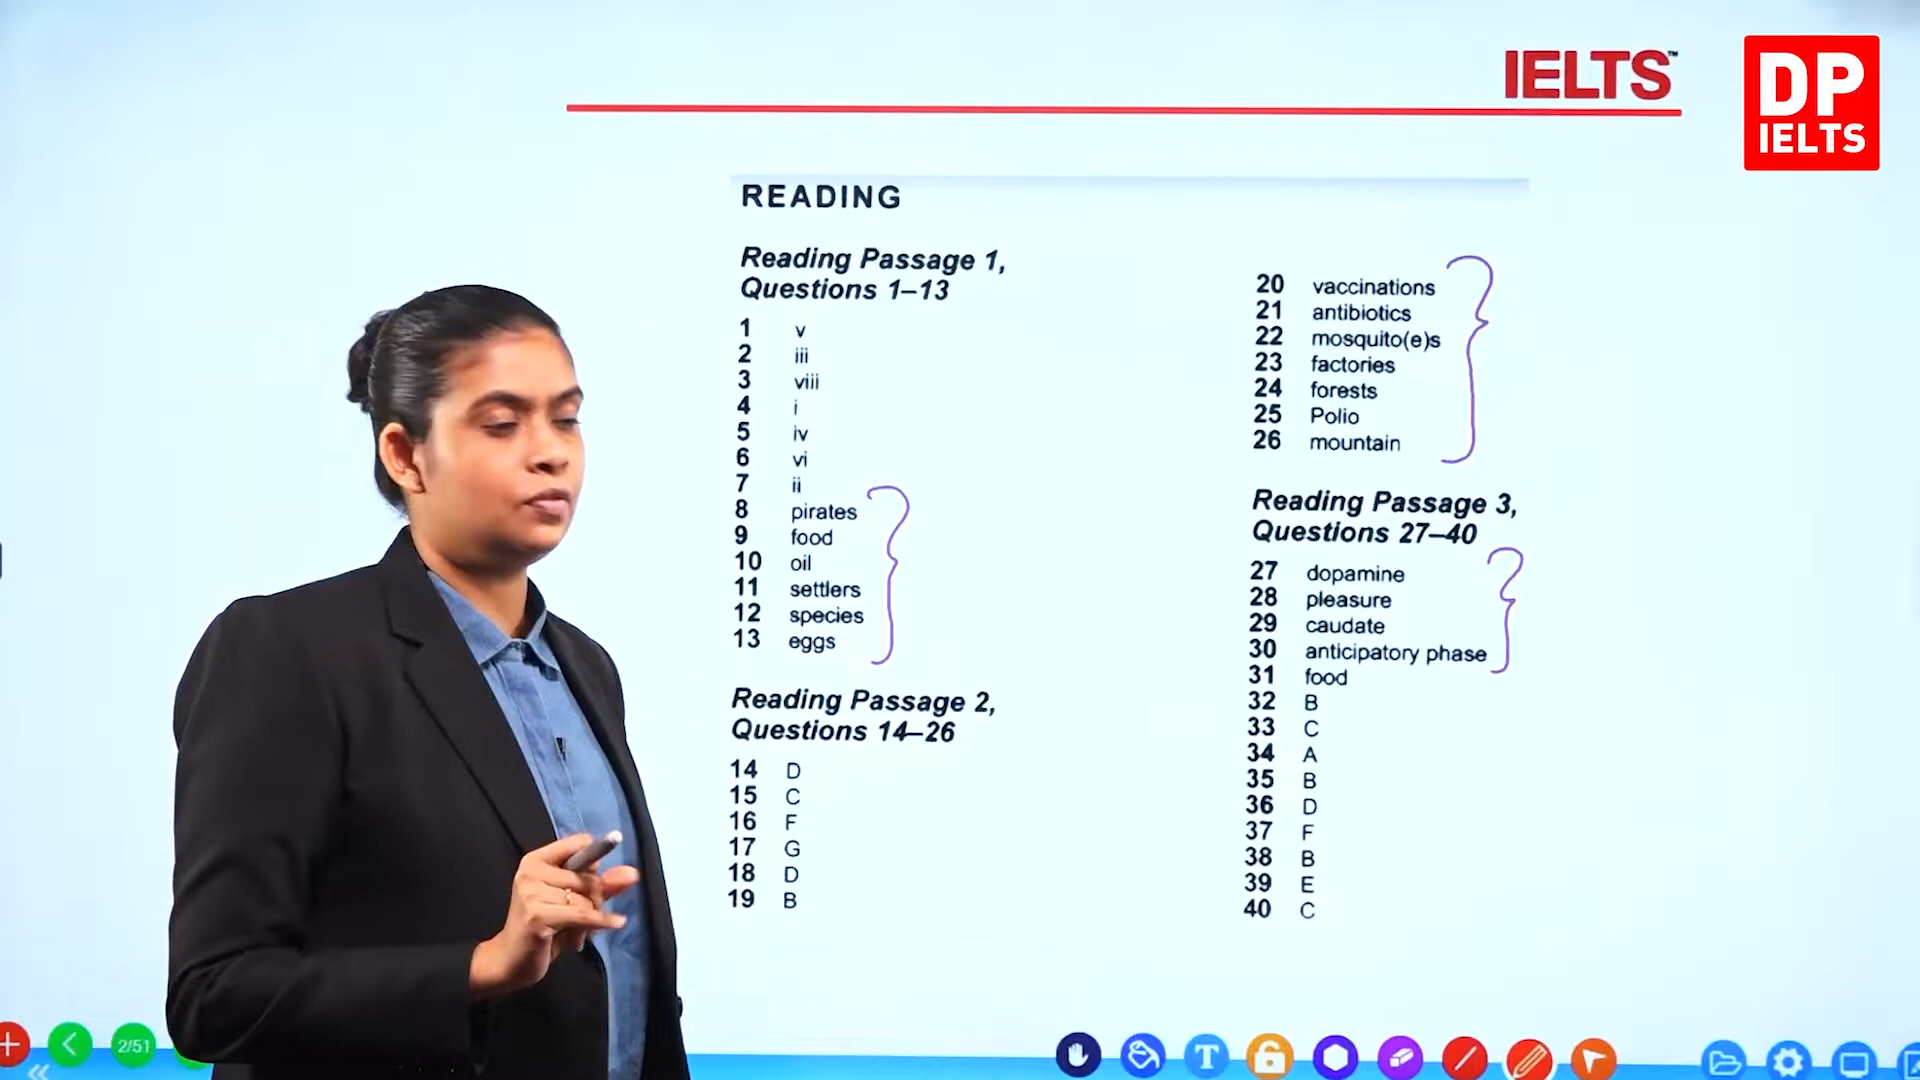 IELTS™
DP
IELTS
READING
Reading Passage 1,
Questions 1–13
1 v
2 iii
3 viii
4 i
5 iv
6 vi
7 ii
8 pirates
9 food
10 oil
11 settlers
12 species
13 eggs
Reading Passage 2,
Questions 14–26
14 D
15 C
16 F
17 G
18 D
19 B
20 vaccinations
21 antibiotics
22 mosquito(e)s
23 factories
24 forests
25 Polio
26 mountain
Reading Passage 3,
Questions 27–40
27 dopamine
28 pleasure
29 caudate
30 anticipatory phase
31 food
32 B
33 C
34 A
35 B
36 D
37 F
38 B
39 E
40 C
2/51
T